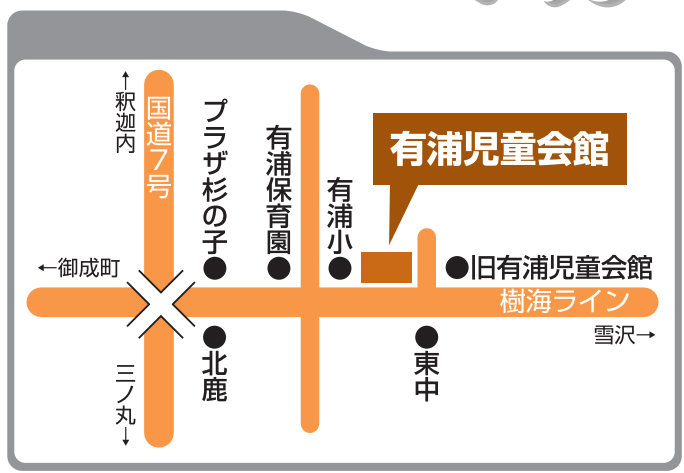 ↑釈迦内
国道7号
プラザ杉の子
有浦保育園
有浦小
有浦児童会館
←御成町
旧有浦児童会館
樹海ライン
雪沢→
三ノ丸↓
北鹿
東中